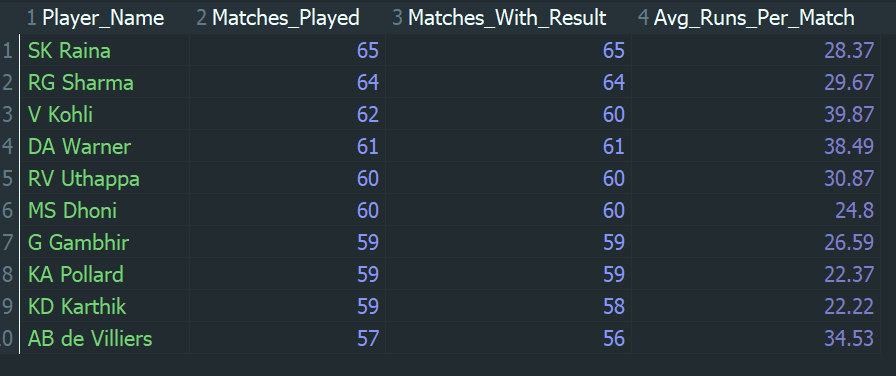 1 Player_Name 2 Matches_Played 3 Matches_With_Result 4 Avg_Runs_Per_Match
1 SK Raina 65 65 28.37
2 RG Sharma 64 64 29.67
3 V Kohli 62 60 39.87
4 DA Warner 61 61 38.49
5 RV Uthappa 60 60 30.87
6 MS Dhoni 60 60 24.8
7 G Gambhir 59 59 26.59
8 KA Pollard 59 59 22.37
9 KD Karthik 59 58 22.22
0 AB de Villiers 57 56 34.53